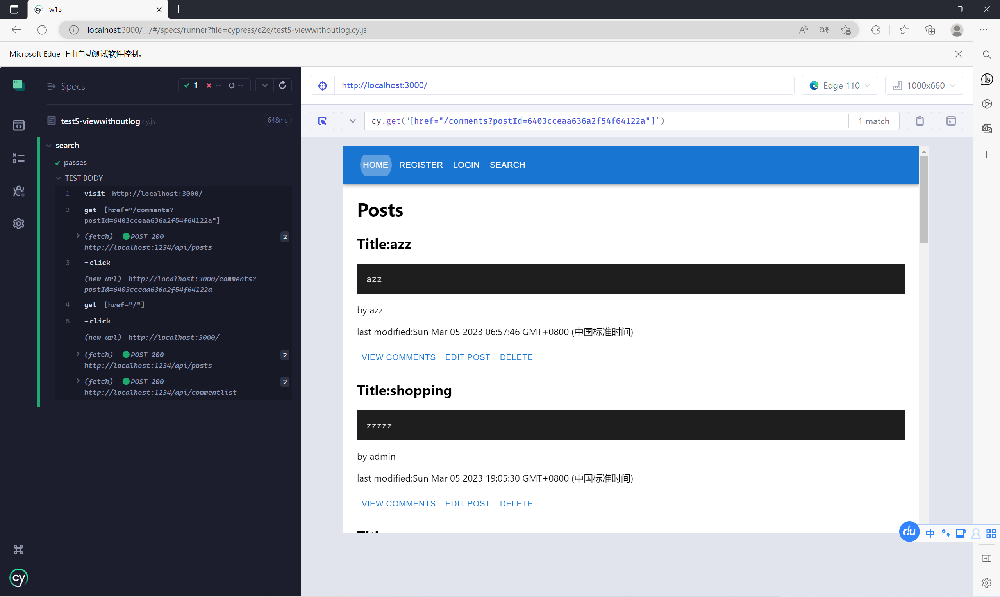 w13
localhost:3000/__/#/specs/runner?file=cypress/e2e/test5-viewwithoutlog.cy.js
Microsoft Edge 正由自动测试软件控制。
Specs
1 -- --
http://localhost:3000/
Edge 110
1000x660
test5-viewwithoutlog.cy.js
648ms
cy.get(‘[href="/comments?postId=6403cceaa636a2f54f64122a"]’)
1 match
search
passes
TEST BODY
1 visit http://localhost:3000/
2 get [href="/comments?
postId=6403cceaa636a2f54f64122a"]
(fetch) POST 200 2
http://localhost:1234/api/posts
3 -click
(new url) http://localhost:3000/comments?
postId=6403cceaa636a2f54f64122a
4 get [href="/"]
5 -click
(new url) http://localhost:3000/
(fetch) POST 200 2
http://localhost:1234/api/posts
(fetch) POST 200 2
http://localhost:1234/api/commentlist
cy
HOME REGISTER LOGIN SEARCH
Posts
Title:azz
azz
by azz
last modified:Sun Mar 05 2023 06:57:46 GMT+0800 (中国标准时间)
VIEW COMMENTS EDIT POST DELETE
Title:shopping
zzzzz
by admin
last modified:Sun Mar 05 2023 19:05:30 GMT+0800 (中国标准时间)
VIEW COMMENTS EDIT POST DELETE
du 中